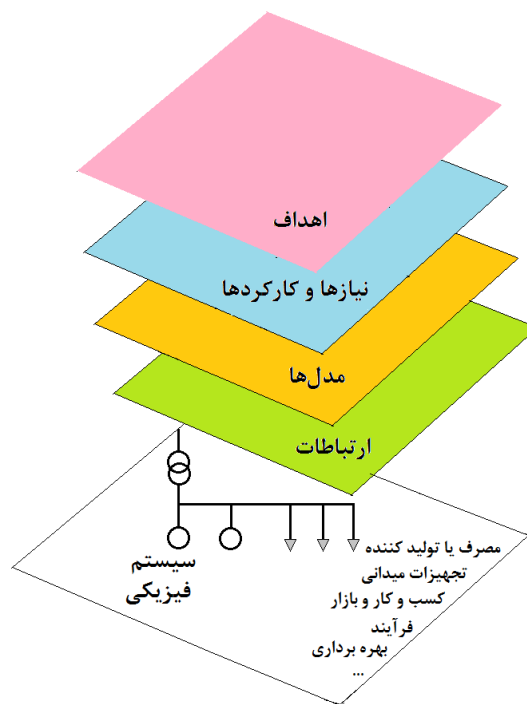 اهداف
نیازها و کارکردها
مدل‌ها
ارتباطات
سیستم
فیزیکی
مصرف یا تولید کننده
تجهیزات میدانی
کسب و کار و بازار
فرآیند
بهره برداری
...